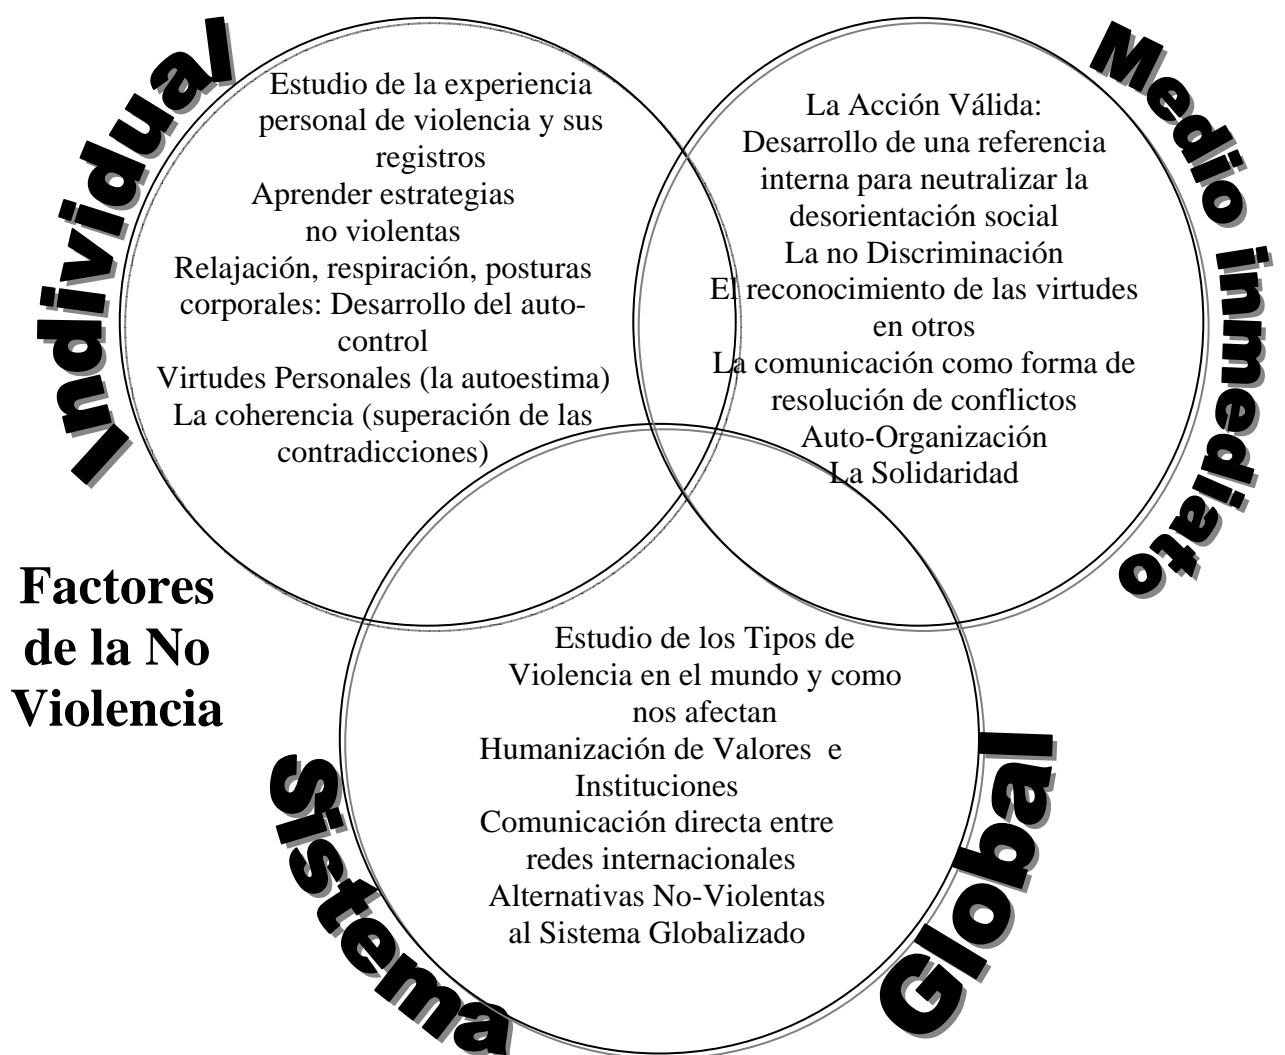 Individual
Estudio de la experiencia
personal de violencia y sus
registros
Aprender estrategias
no violentas
Relajación, respiración, posturas
corporales: Desarrollo del auto-
control
Virtudes Personales (la autoestima)
La coherencia (superación de las
contradicciones)
Medio inmediato
La Acción Válida:
Desarrollo de una referencia
interna para neutralizar la
desorientación social
La no Discriminación
El reconocimiento de las virtudes
en otros
La comunicación como forma de
resolución de conflictos
Auto-Organización
La Solidaridad
Factores
de la No
Violencia
Estudio de los Tipos de
Violencia en el mundo y como
nos afectan
Humanización de Valores  e
Instituciones
Comunicación directa entre
redes internacionales
Alternativas No-Violentas
al Sistema Globalizado
Sistema
Global